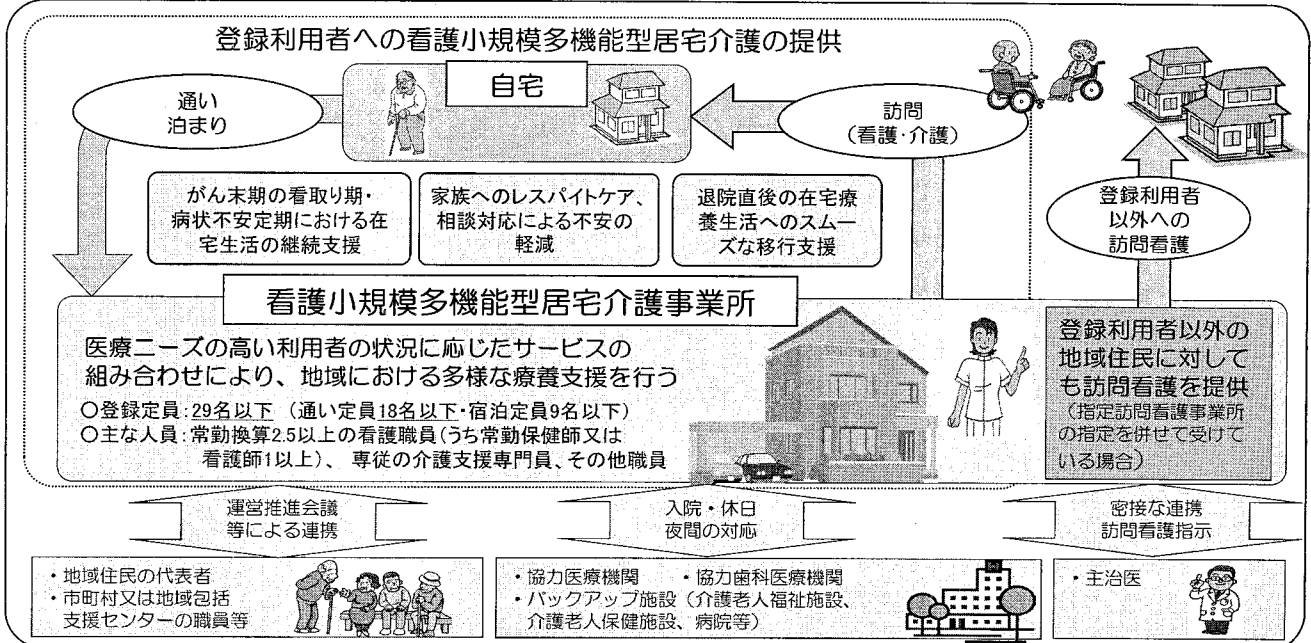 登録利用者への看護小規模多機能型居宅介護の提供
自宅
通い
泊まり
訪問
(看護・介護)
がん末期の看取り期・
病状不安定期における在
宅生活の継続支援
家族へのレスパイトケア、
相談対応による不安の
軽減
退院直後の在宅療
養生活へのスムー
ズな移行支援
登録利用者
以外への
訪問看護
看護小規模多機能型居宅介護事業所
医療ニーズの高い利用者の状況に応じたサービスの
組み合わせにより、地域における多様な療養支援を行う
○登録定員:29名以下 (通い定員18名以下・宿泊定員9名以下)
○主な人員:常勤換算2.5以上の看護職員(うち常勤保健師又は
看護師1以上)、専従の介護支援専門員、その他職員
登録利用者以外の
地域住民に対して
も訪問看護を提供
(指定訪問看護事業所
の指定を併せて受けて
いる場合)
運営推進会議
等による連携
入院・休日
夜間の対応
密接な連携
訪問看護指示
・地域住民の代表者
・市町村又は地域包括
支援センターの職員等
・協力医療機関 ・協力歯科医療機関
・バックアップ施設(介護老人福祉施設、
介護老人保健施設、病院等)
・主治医